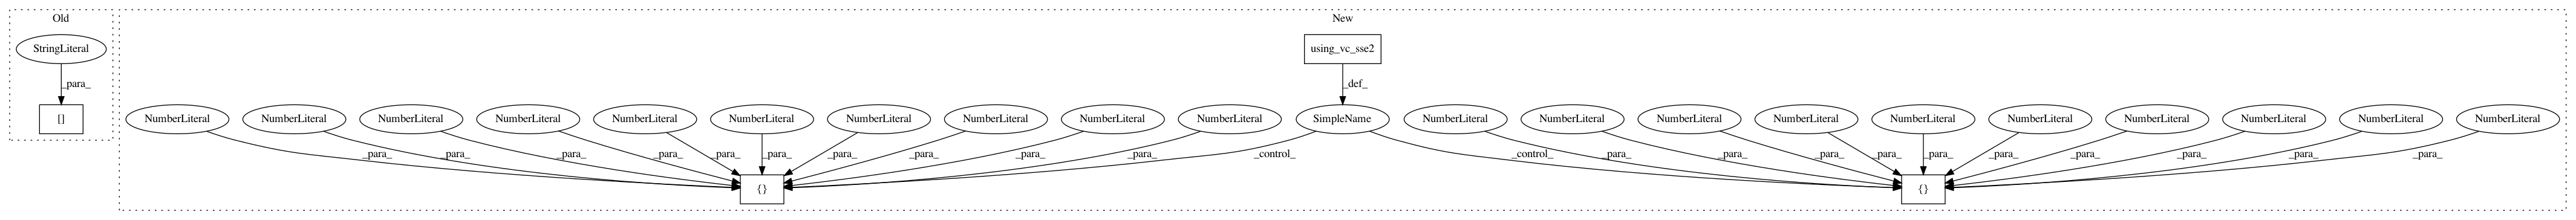 Old
New
StringLiteral
using_vc_sse2
_para_
_def_
[]
NumberLiteral
NumberLiteral
NumberLiteral
NumberLiteral
NumberLiteral
NumberLiteral
NumberLiteral
NumberLiteral
NumberLiteral
NumberLiteral
SimpleName
NumberLiteral
NumberLiteral
NumberLiteral
NumberLiteral
NumberLiteral
NumberLiteral
NumberLiteral
NumberLiteral
NumberLiteral
NumberLiteral
_para_
_para_
_para_
_para_
_para_
_para_
_para_
_para_
_para_
_para_
_control_
_control_
_para_
_para_
_para_
_para_
_para_
_para_
_para_
_para_
_para_
_para_
{}
{}